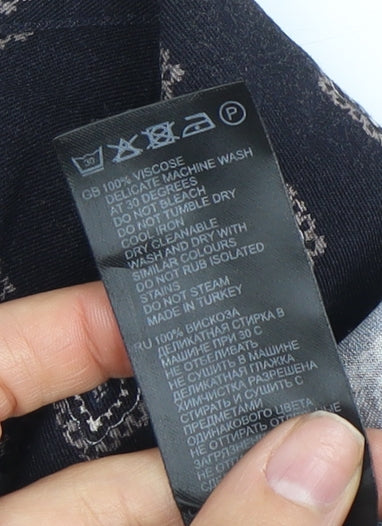 30 P
GB 100% VISCOSE
DELICATE MACHINE WASH
AT 30 DEGREES
DO NOT BLEACH
DO NOT TUMBLE DRY
COOL IRON
DRY CLEANABLE
WASH AND DRY WITH
SIMILAR COLOURS
DO NOT RUB ISOLATED
STAINS
DO NOT STEAM
MADE IN TURKEY
RU 100% ВИСКОЗА
ДЕЛИКАТНАЯ СТИРКА В
МАШИНЕ ПРИ 30 С
НЕ ОТБЕЛИВАТЬ
НЕ СУШИТЬ В МАШИНЕ
ДЕЛИКАТНАЯ ГЛАЖКА
ХИМЧИСТКА РАЗРЕШЕНА
СТИРАТЬ И СУШИТЬ С
ПРЕДМЕТАМИ
ОДИНАКОВОГО ЦВЕТА
НЕ ОТТИРАТЬ
НЕ ОТПАРИ